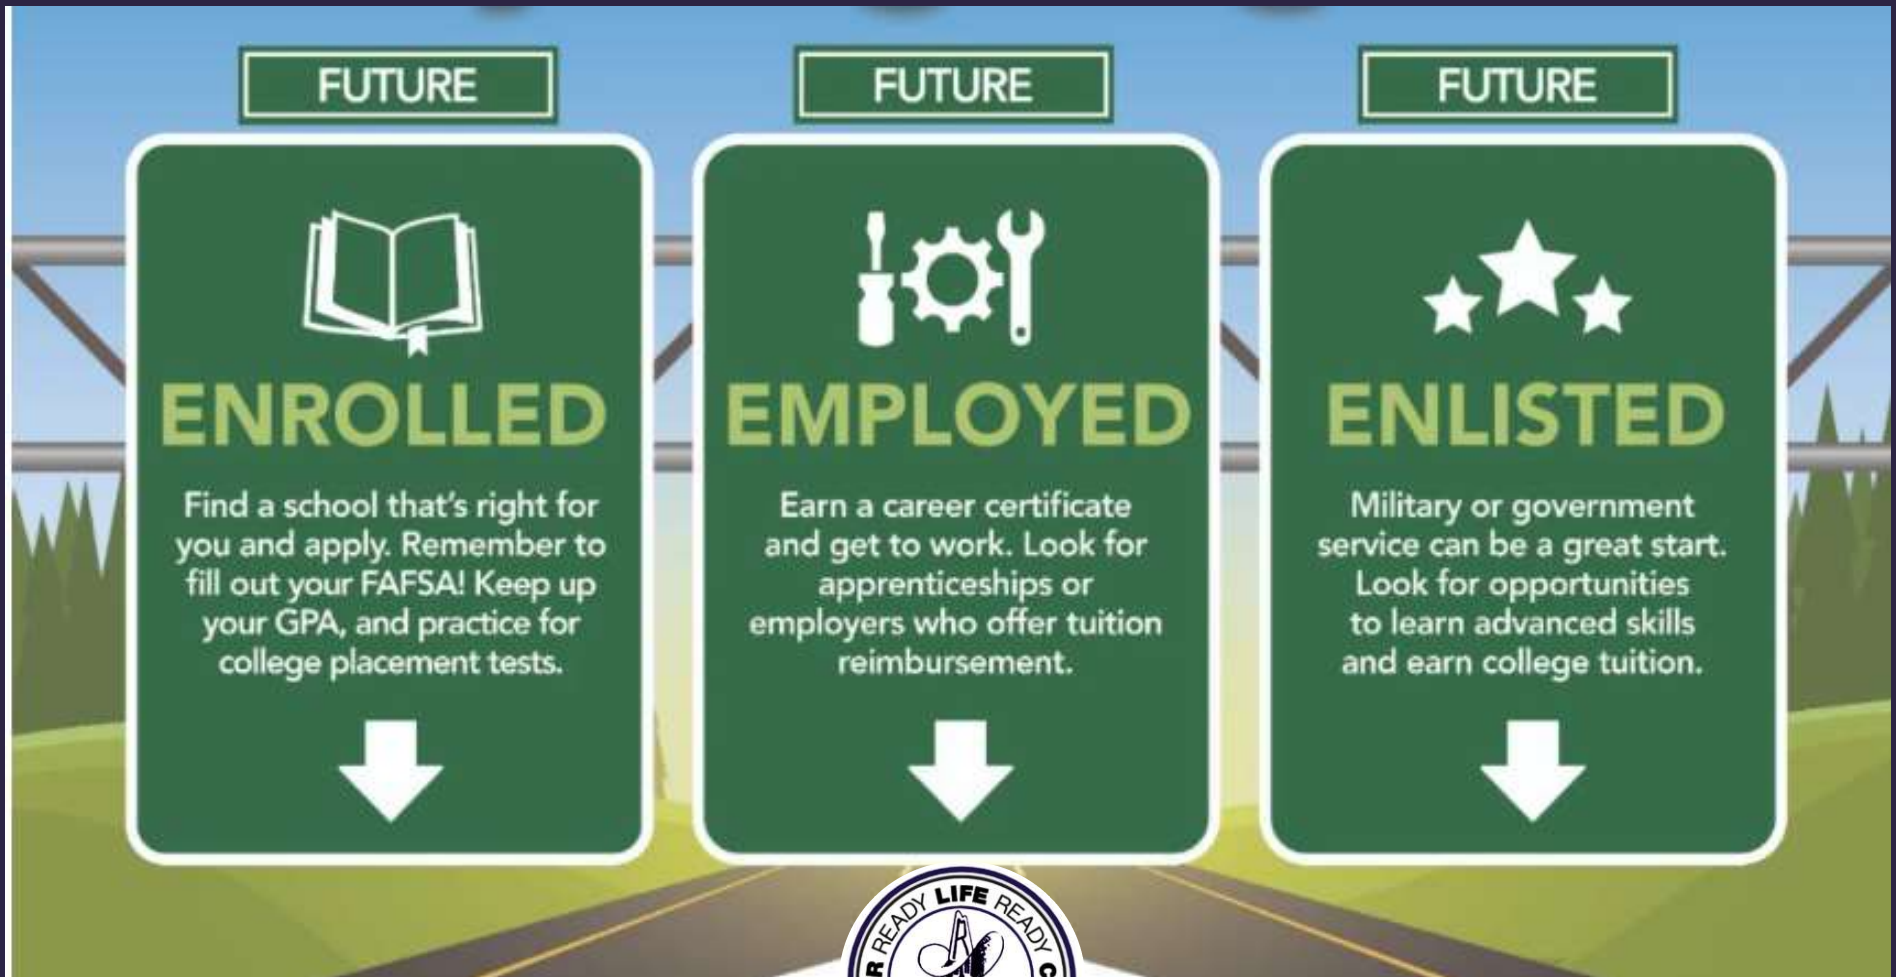 FUTURE
ENROLLED
Find a school that's right for
you and apply. Remember to
fill out your FAFSA! Keep up
your GPA, and practice for
college placement tests.
FUTURE
EMPLOYED
Earn a career certificate
and get to work. Look for
apprenticeships or
employers who offer tuition
reimbursement.
FUTURE
ENLISTED
Military or government
service can be a great start.
Look for opportunities
to learn advanced skills
and earn college tuition.
READY LIFE READY